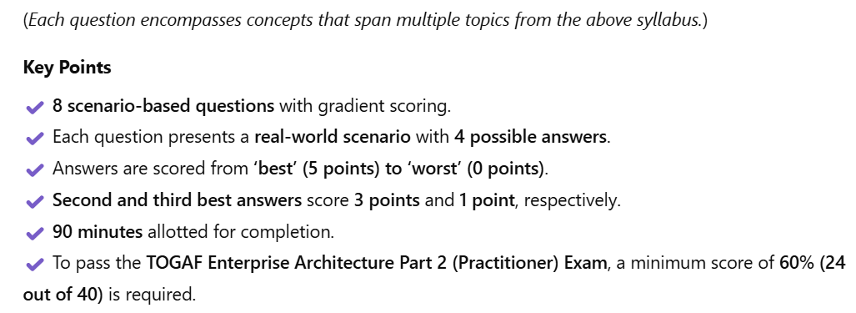 (Each question encompasses concepts that span multiple topics from the above syllabus.)
Key Points
8 scenario-based questions with gradient scoring.
Each question presents a real-world scenario with 4 possible answers.
Answers are scored from ‘best’ (5 points) to ‘worst’ (0 points).
Second and third best answers score 3 points and 1 point, respectively.
90 minutes allotted for completion.
To pass the TOGAF Enterprise Architecture Part 2 (Practitioner) Exam, a minimum score of 60% (24
out of 40) is required.